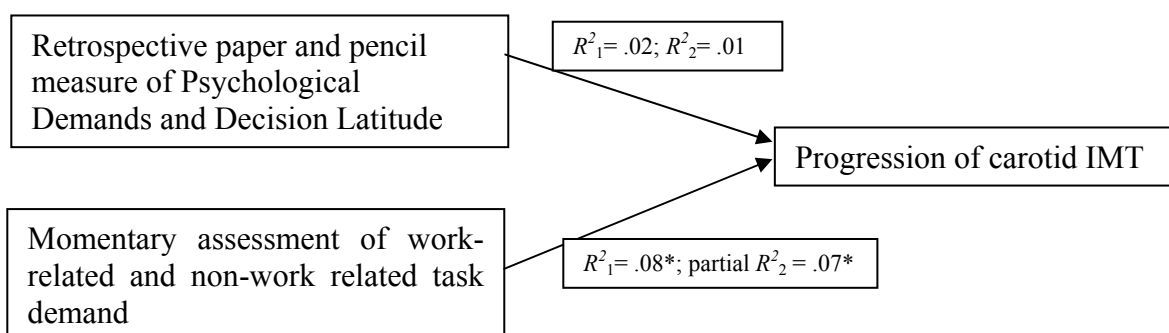 Retrospective paper and pencil
measure of Psychological
Demands and Decision Latitude
R²₁= .02; R²₂= .01
Progression of carotid IMT
Momentary assessment of work-
related and non-work related task
demand
R²₁= .08*; partial R²₂ = .07*